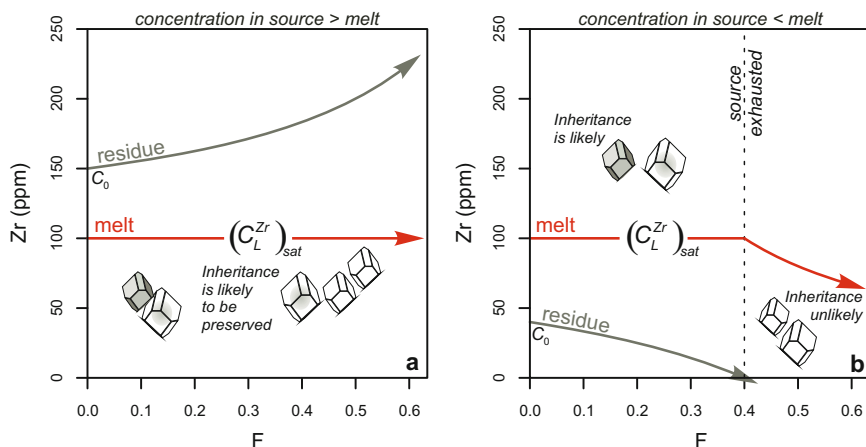 concentration in source > melt
250
200
150
100
50
0
Zr (ppm)
residue
C0
melt
(C_L^Zr)sat
Inheritance
is likely
to be
preserved
a
0.0 0.1 0.2 0.3 0.4 0.5 0.6
F
concentration in source < melt
250
200
150
100
50
0
Zr (ppm)
source
exhausted
Inheritance
is likely
melt
(C_L^Zr)sat
Inheritance
unlikely
residue
C0
b
0.0 0.1 0.2 0.3 0.4 0.5 0.6
F